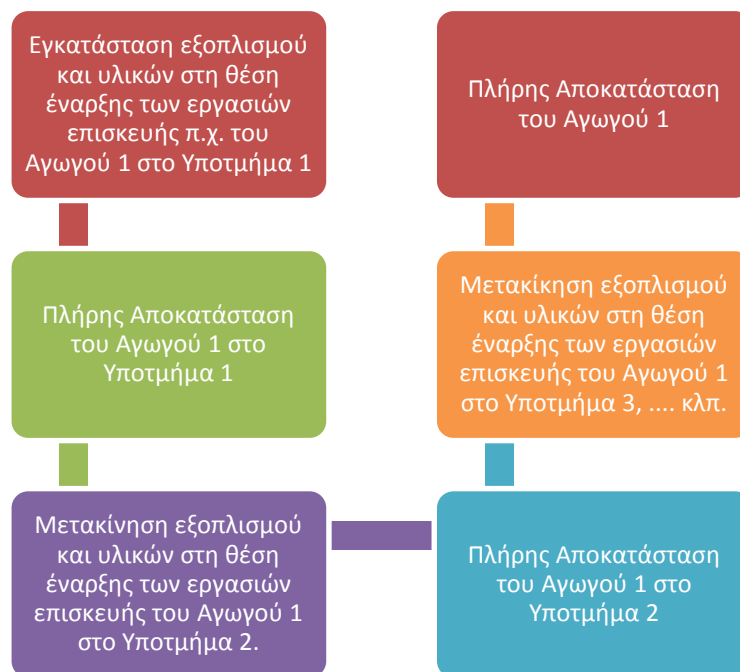 Εγκατάσταση εξοπλισμού
και υλικών στη θέση
έναρξης των εργασιών
επισκευής π.χ. του
Αγωγού 1 στο Υποτμήμα 1
Πλήρης Αποκατάσταση
του Αγωγού 1 στο
Υποτμήμα 1
Μετακίνηση εξοπλισμού
και υλικών στη θέση
έναρξης των εργασιών
επισκευής του Αγωγού 1
στο Υποτμήμα 2.
Πλήρης Αποκατάσταση
του Αγωγού 1 στο
Υποτμήμα 2
Μετακίκηση εξοπλισμού
και υλικών στη θέση
έναρξης των εργασιών
επισκευής του Αγωγού 1
στο Υποτμήμα 3, .... κλπ.
Πλήρης Αποκατάσταση
του Αγωγού 1